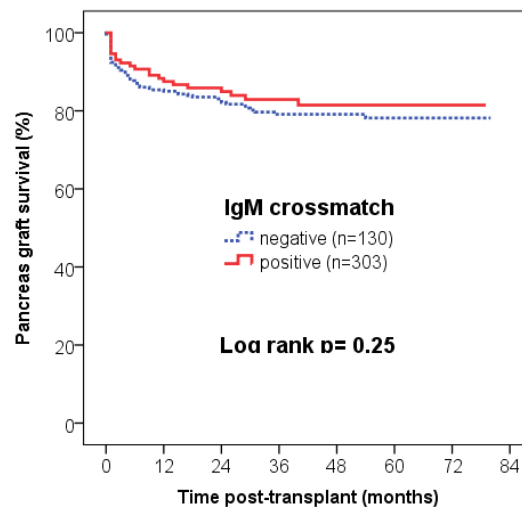 100
80
60
40
20
0
Pancreas graft survival (%)
IgM crossmatch
negative (n=130)
positive (n=303)
Log rank p= 0.25
0 12 24 36 48 60 72 84
Time post-transplant (months)